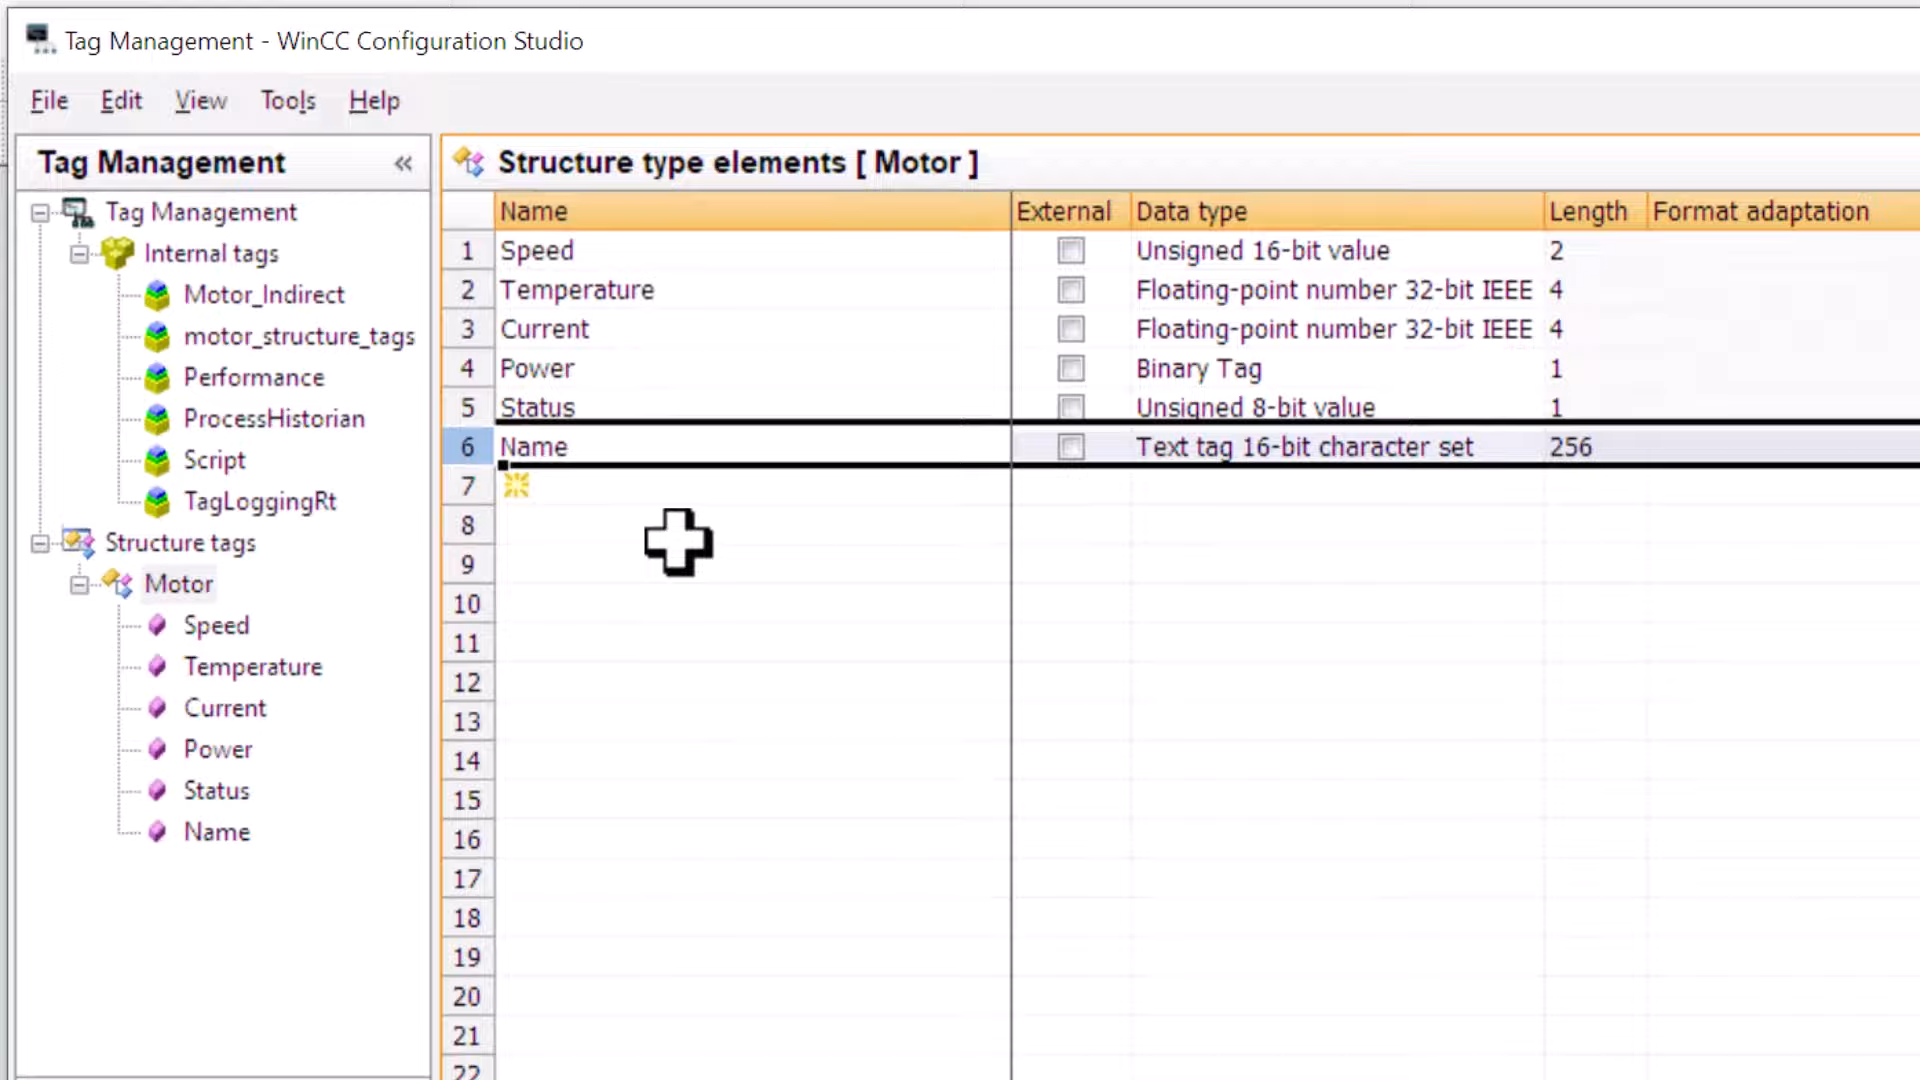 Tag Management - WinCC Configuration Studio
File Edit View Tools Help
Tag Management «
Tag Management
Internal tags
Motor_Indirect
motor_structure_tags
Performance
ProcessHistorian
Script
TagLoggingRt
Structure tags
Motor
Speed
Temperature
Current
Power
Status
Name
Structure type elements [ Motor ]
Name External Data type Length Format adaptation
1 Speed Unsigned 16-bit value 2
2 Temperature Floating-point number 32-bit IEEE 4
3 Current Floating-point number 32-bit IEEE 4
4 Power Binary Tag 1
5 Status Unsigned 8-bit value 1
6 Name Text tag 16-bit character set 256
7
8
9
10
11
12
13
14
15
16
17
18
19
20
21
22